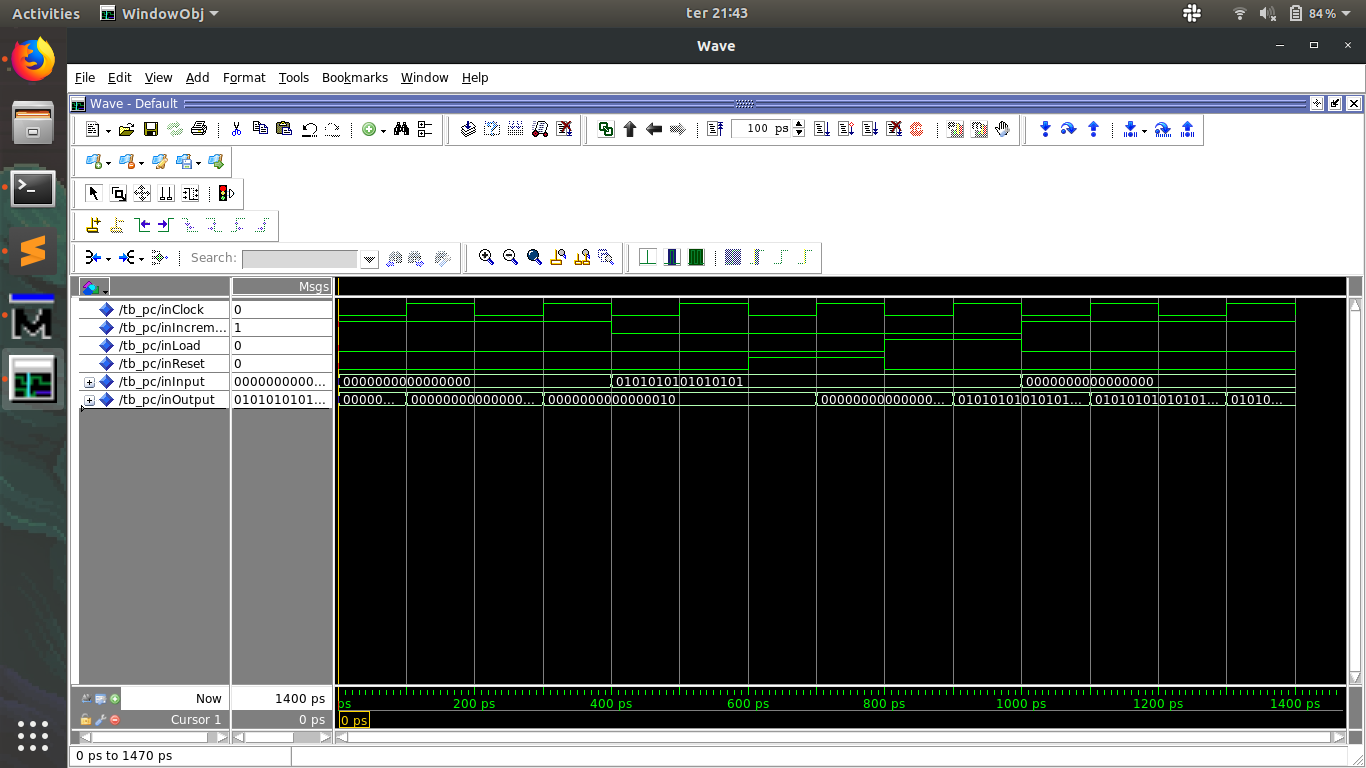 Activities WindowObj ter 21:43 84%
Wave
File Edit View Add Format Tools Bookmarks Window Help
Wave - Default
100 ps
Search:
Msgs
/tb_pc/inClock 0
/tb_pc/inIncrem... 1
/tb_pc/inLoad 0
/tb_pc/inReset 0
/tb_pc/inInput 0000000000... 0000000000000000 0101010101010101 0000000000000000
/tb_pc/inOutput 0101010101... 00000... 00000000000000... 0000000000000010 00000000000000... 01010101010101... 01010101010101... 01010...
Now 1400 ps ps 200 ps 400 ps 600 ps 800 ps 1000 ps 1200 ps 1400 ps
Cursor 1 0 ps 0 ps
0 ps to 1470 ps